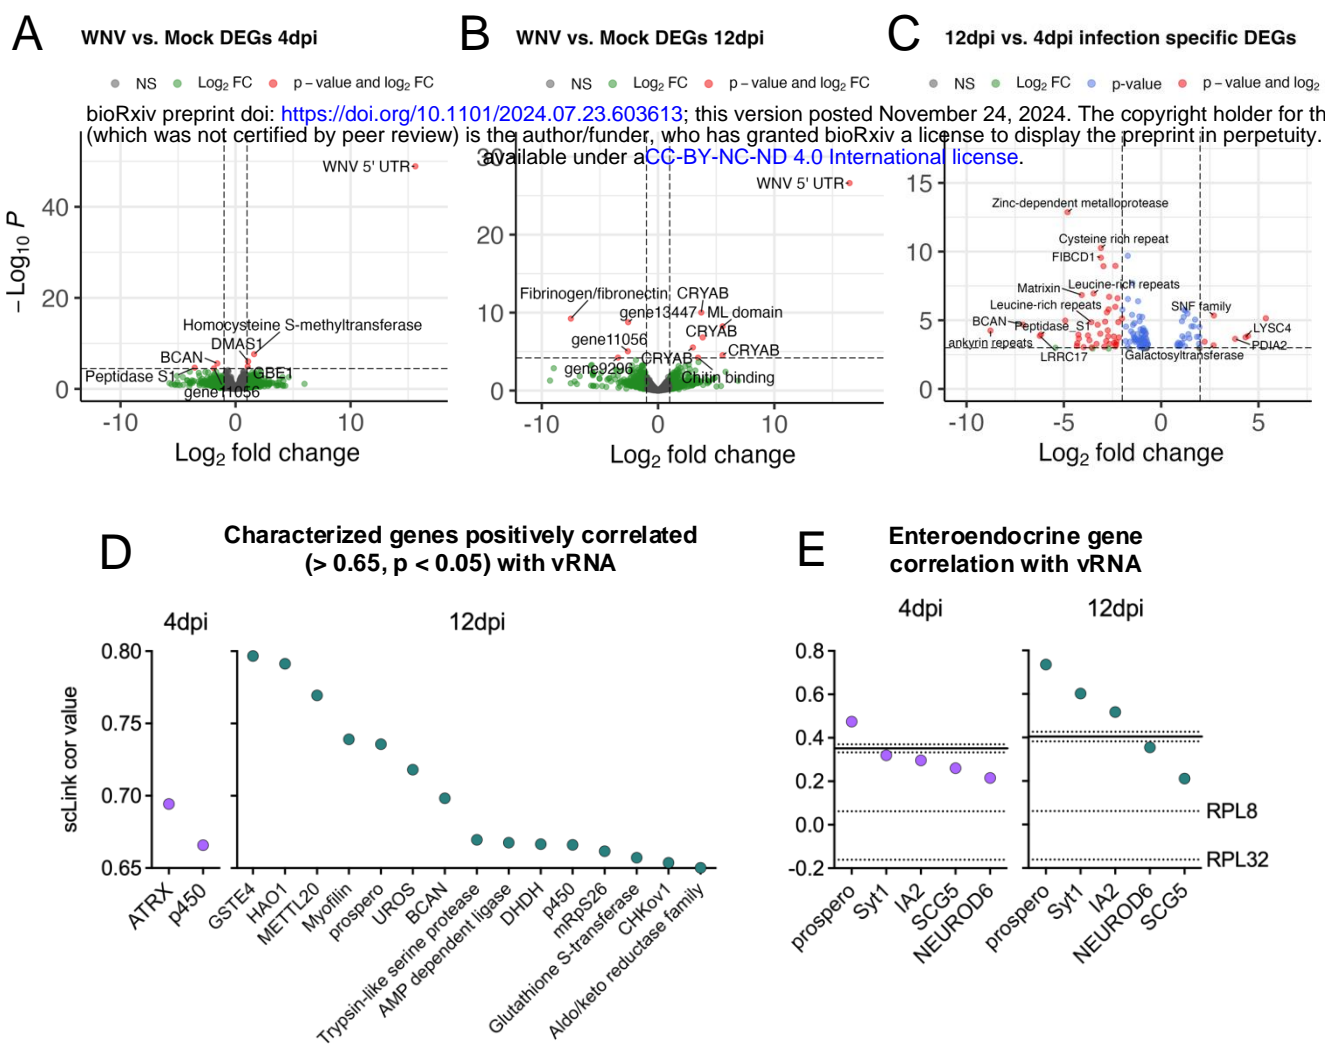 A
WNV vs. Mock DEGs 4dpi
B
WNV vs. Mock DEGs 12dpi
C
12dpi vs. 4dpi infection specific DEGs
NS
Log2 FC
p – value and log2 FC
NS
Log2 FC
p – value and log2 FC
NS
Log2 FC
p-value
p – value and log2
bioRxiv preprint doi: https://doi.org/10.1101/2024.07.23.603613; this version posted November 24, 2024. The copyright holder for th
(which was not certified by peer review) is the author/funder, who has granted bioRxiv a license to display the preprint in perpetuity.
available under aCC-BY-NC-ND 4.0 International license.
WNV 5' UTR
40
20
0
-10
0
10
– Log10 P
Log2 fold change
Homocysteine S-methyltransferase
DMAS1
BCAN
Peptidase S1
GBE1
gene11056
30
20
10
0
-10
0
10
Log2 fold change
WNV 5' UTR
Fibrinogen/fibronectin
CRYAB
gene13447
ML domain
CRYAB
gene11056
CRYAB
CRYAB
gene9296
Chitin binding
15
10
5
0
-10
-5
0
5
Log2 fold change
Zinc-dependent metalloprotease
Cysteine rich repeat
FIBCD1
Matrixin
Leucine-rich repeats
Leucine-rich repeats
SNF family
BCAN
Peptidase_S1
LYSC4
ankyrin repeats
PDIA2
LRRC17
Galactosyltransferase
D
Characterized genes positively correlated
(> 0.65, p < 0.05) with vRNA
4dpi
12dpi
scLink cor value
0.80
0.75
0.70
0.65
ATRX
p450
GSTE4
HAO1
METTL20
Myofilin
prospero
UROS
BCAN
Trypsin-like serine protease
AMP dependent ligase
DHDH
p450
mRpS26
Glutathione S-transferase
CHKov1
Aldo/keto reductase family
E
Enteroendocrine gene
correlation with vRNA
4dpi
12dpi
0.8
0.6
0.4
0.2
0.0
-0.2
RPL8
RPL32
prospero
Syt1
IA2
SCG5
NEUROD6
prospero
Syt1
IA2
NEUROD6
SCG5